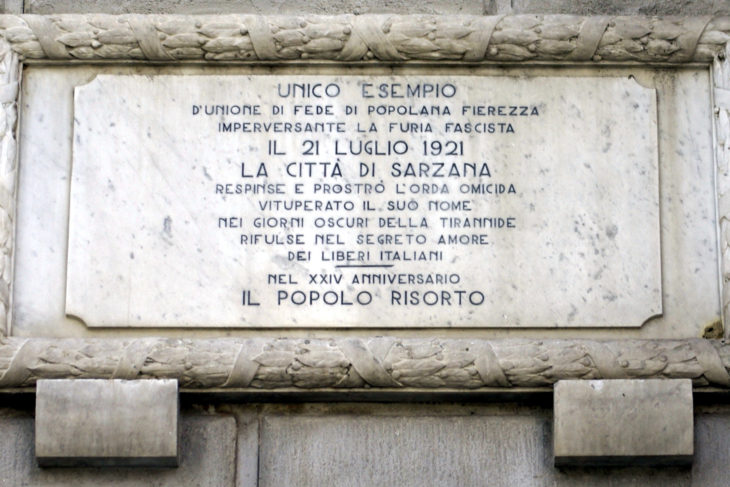 UNICO ESEMPIO
D'UNIONE DI FEDE DI POPOLANA FIEREZZA
IMPERVERSANTE LA FURIA FASCISTA
IL 21 LUGLIO 1921
LA CITTÀ DI SARZANA
RESPINSE E PROSTRÒ L'ORDA OMICIDA
VITUPERATO IL SUO NOME
NEI GIORNI OSCURI DELLA TIRANNIDE
RIFULSE NEL SEGRETO AMORE
DEI LIBERI ITALIANI
NEL XXIV ANNIVERSARIO
IL POPOLO RISORTO